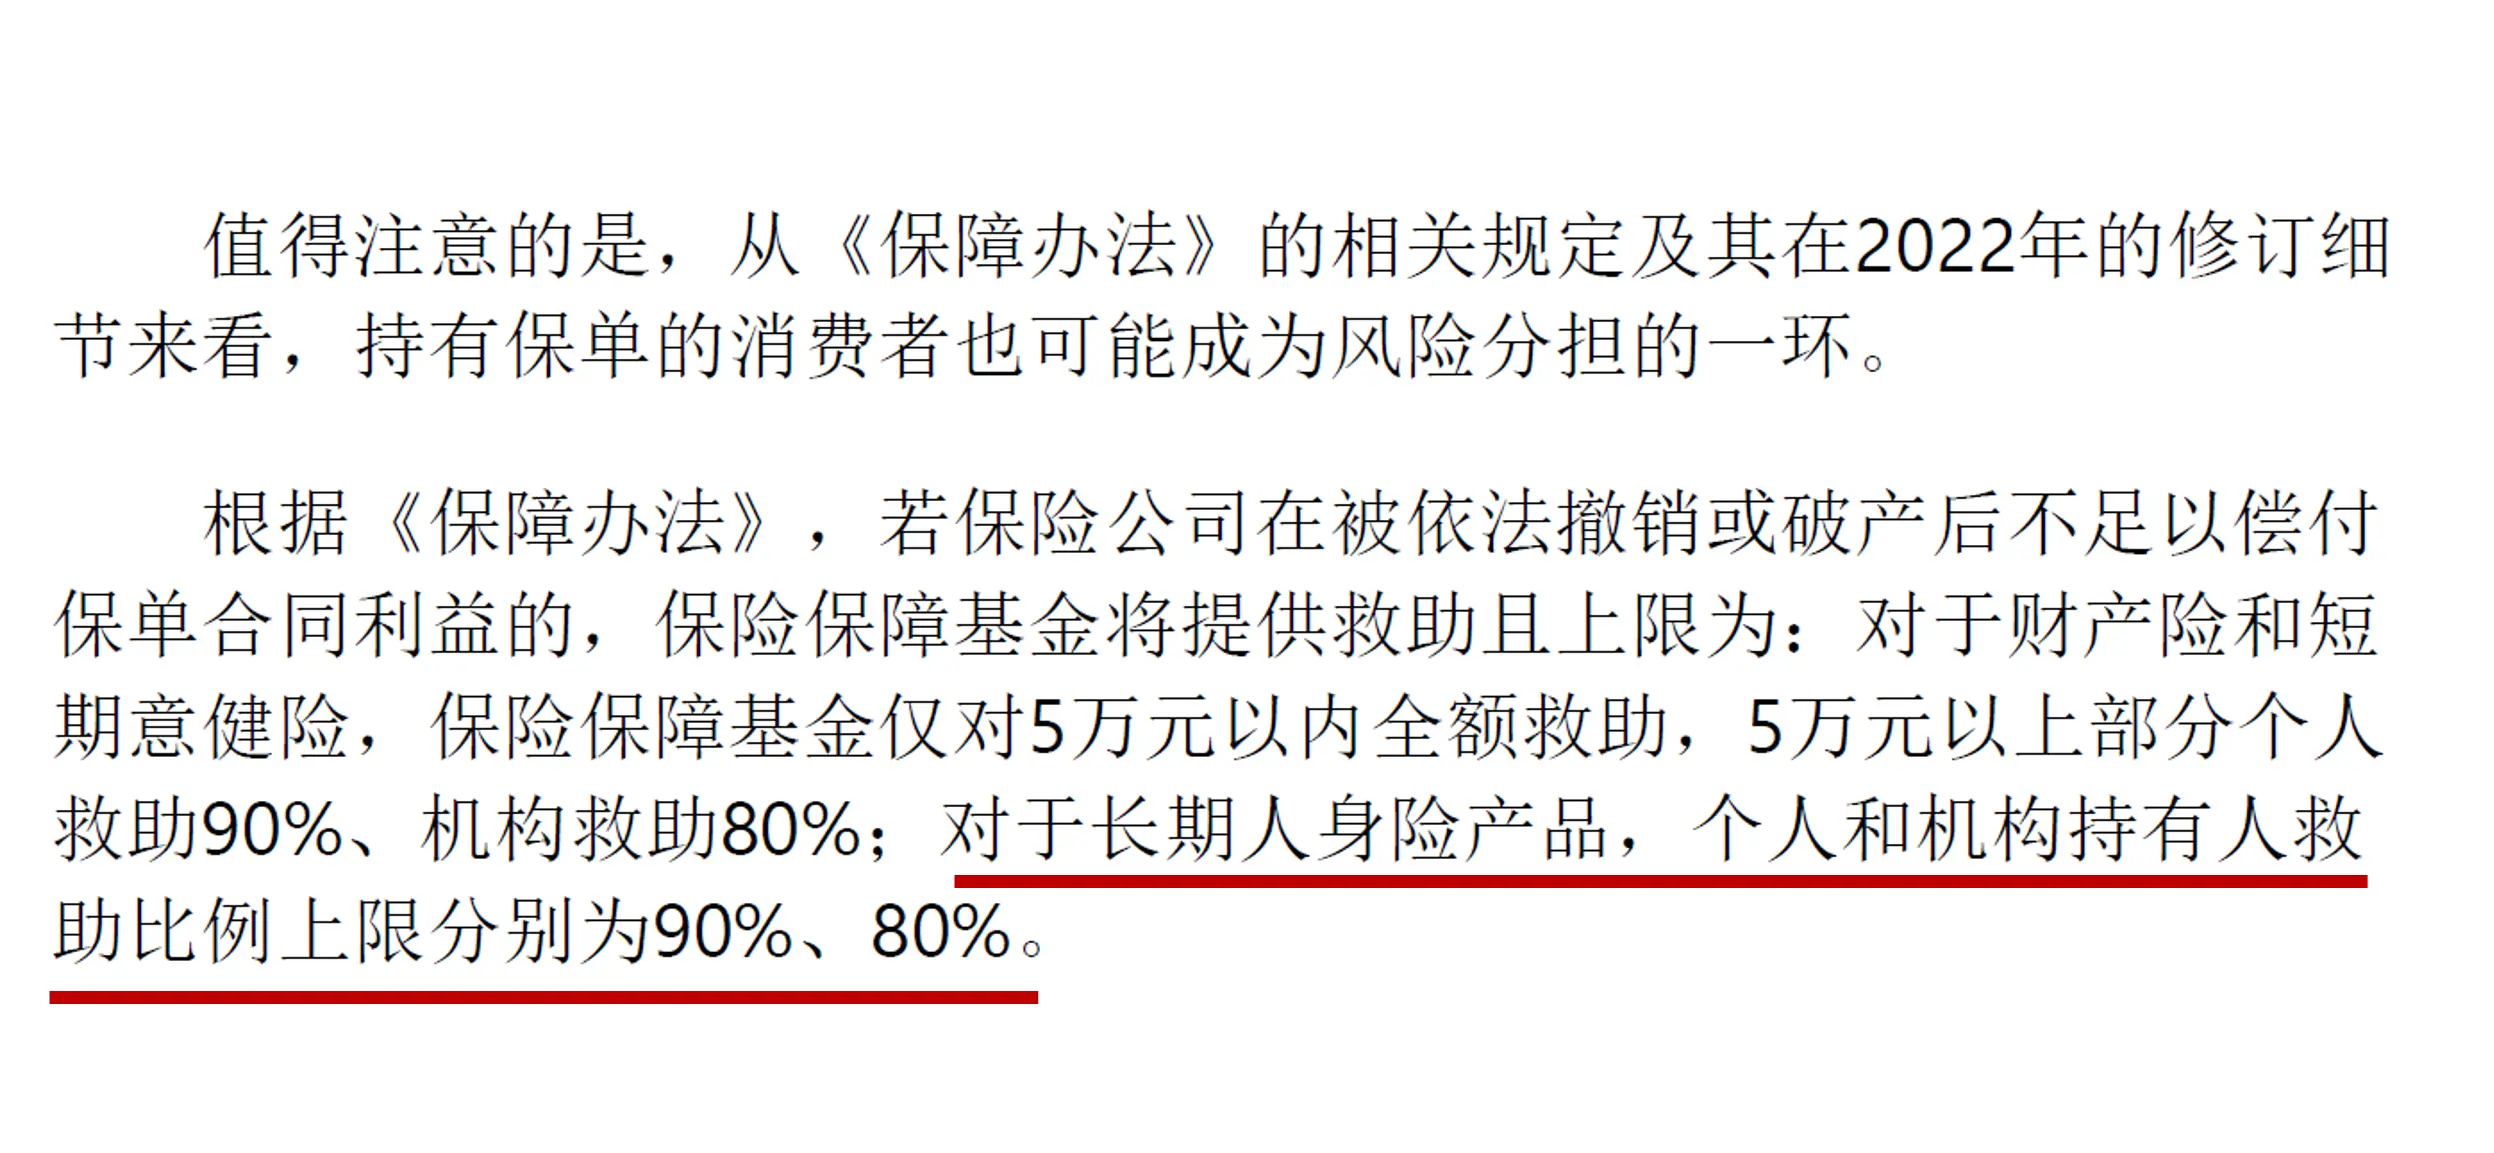 值得注意的是，从《保障办法》的相关规定及其在2022年的修订细
节来看，持有保单的消费者也可能成为风险分担的一环。
根据《保障办法》，若保险公司在被依法撤销或破产后不足以偿付
保单合同利益的，保险保障基金将提供救助且上限为：对于财产险和短
期意健险，保险保障基金仅对5万元以内全额救助，5万元以上部分个人
救助90%、机构救助80%；对于长期人身险产品，个人和机构持有人救
助比例上限分别为90%、80%。